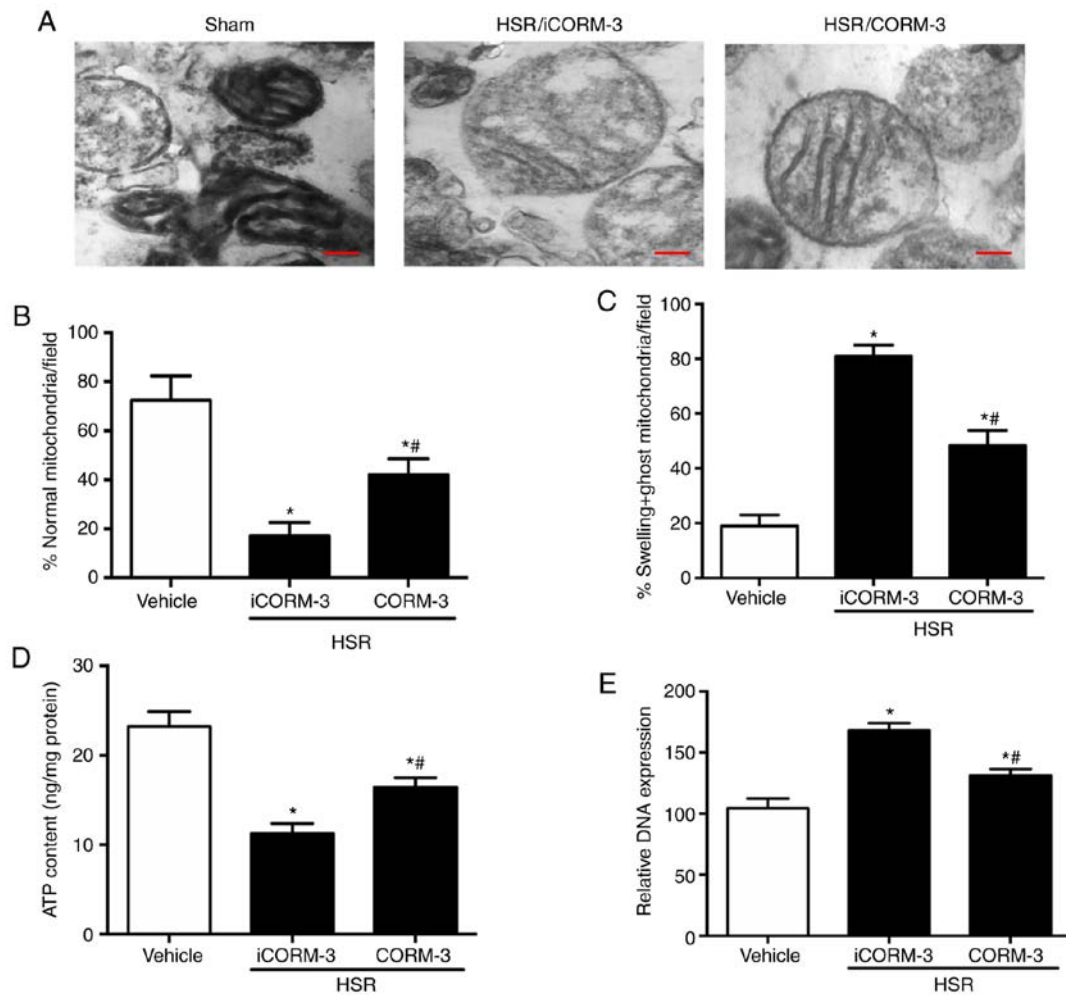 A
Sham
HSR/iCORM-3
HSR/CORM-3
B
% Normal mitochondria/field
100
80
60
40
20
0
Vehicle
iCORM-3
CORM-3
HSR
*
*#
C
% Swelling+ghost mitochondria/field
100
80
60
40
20
0
Vehicle
iCORM-3
CORM-3
HSR
*
*#
D
ATP content (ng/mg protein)
30
20
10
0
Vehicle
iCORM-3
CORM-3
HSR
*
*#
E
Relative DNA expression
200
150
100
50
0
Vehicle
iCORM-3
CORM-3
HSR
*
*#